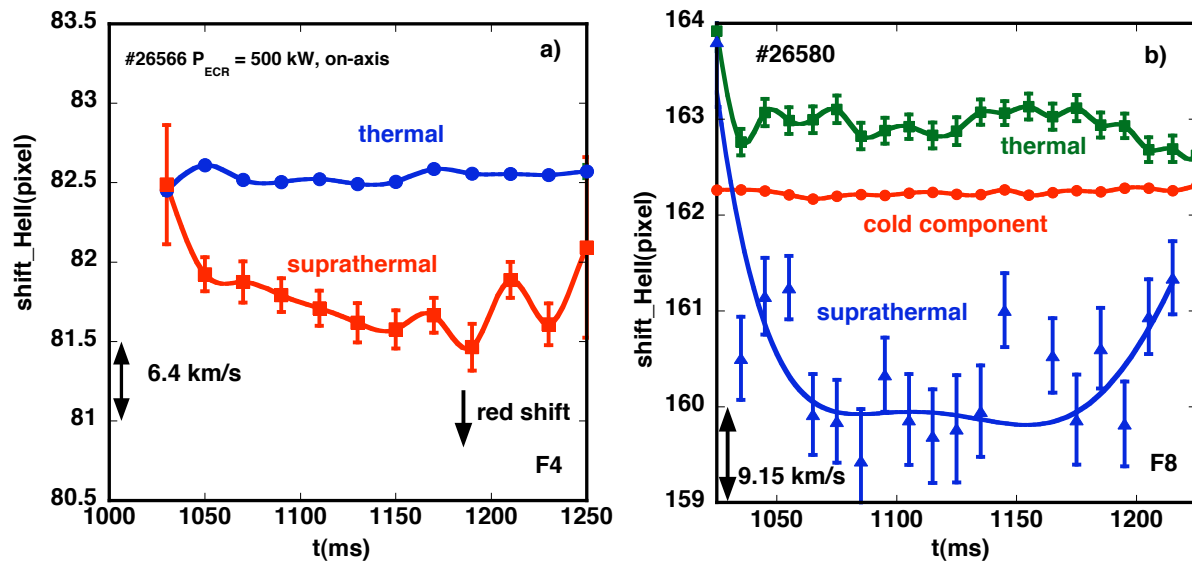 83.5
83
82.5
82
81.5
81
80.5
shift_HeII(pixel)
#26566 P_ECR = 500 kW, on-axis
a)
thermal
suprathermal
6.4 km/s
red shift
F4
1000 1050 1100 1150 1200 1250
t(ms)
164
163
162
161
160
159
shift_HeII(pixel)
#26580
b)
thermal
cold component
suprathermal
9.15 km/s
F8
1050 1100 1150 1200
t(ms)